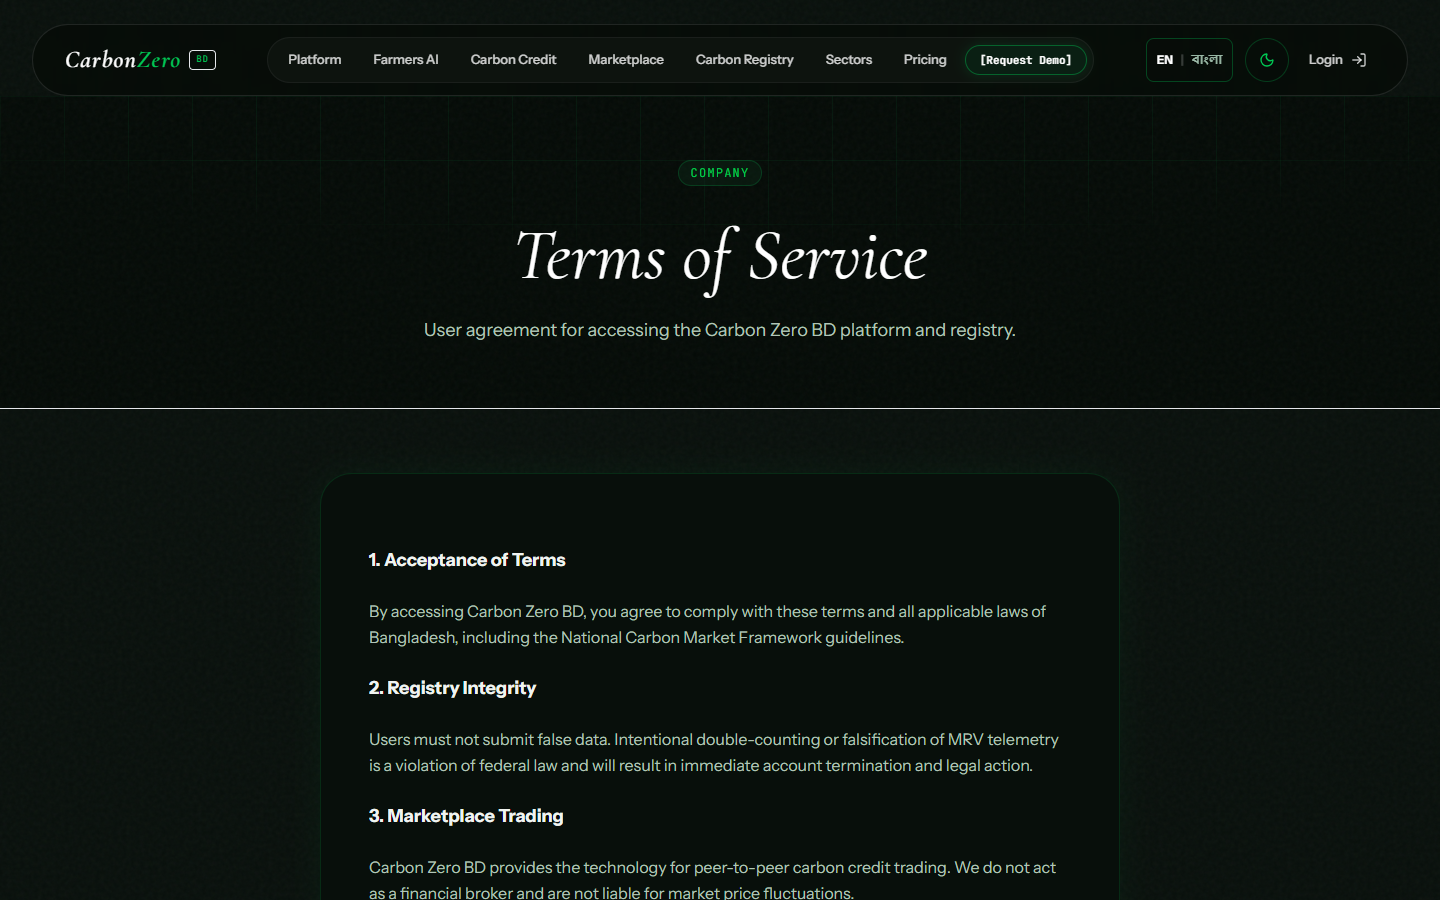 CarbonZero BD
Platform
Farmers AI
Carbon Credit
Marketplace
Carbon Registry
Sectors
Pricing
[Request Demo]
EN | বাংলা
Login
COMPANY
Terms of Service
User agreement for accessing the Carbon Zero BD platform and registry.
1. Acceptance of Terms
By accessing Carbon Zero BD, you agree to comply with these terms and all applicable laws of
Bangladesh, including the National Carbon Market Framework guidelines.
2. Registry Integrity
Users must not submit false data. Intentional double-counting or falsification of MRV telemetry
is a violation of federal law and will result in immediate account termination and legal action.
3. Marketplace Trading
Carbon Zero BD provides the technology for peer-to-peer carbon credit trading. We do not act
as a financial broker and are not liable for market price fluctuations.